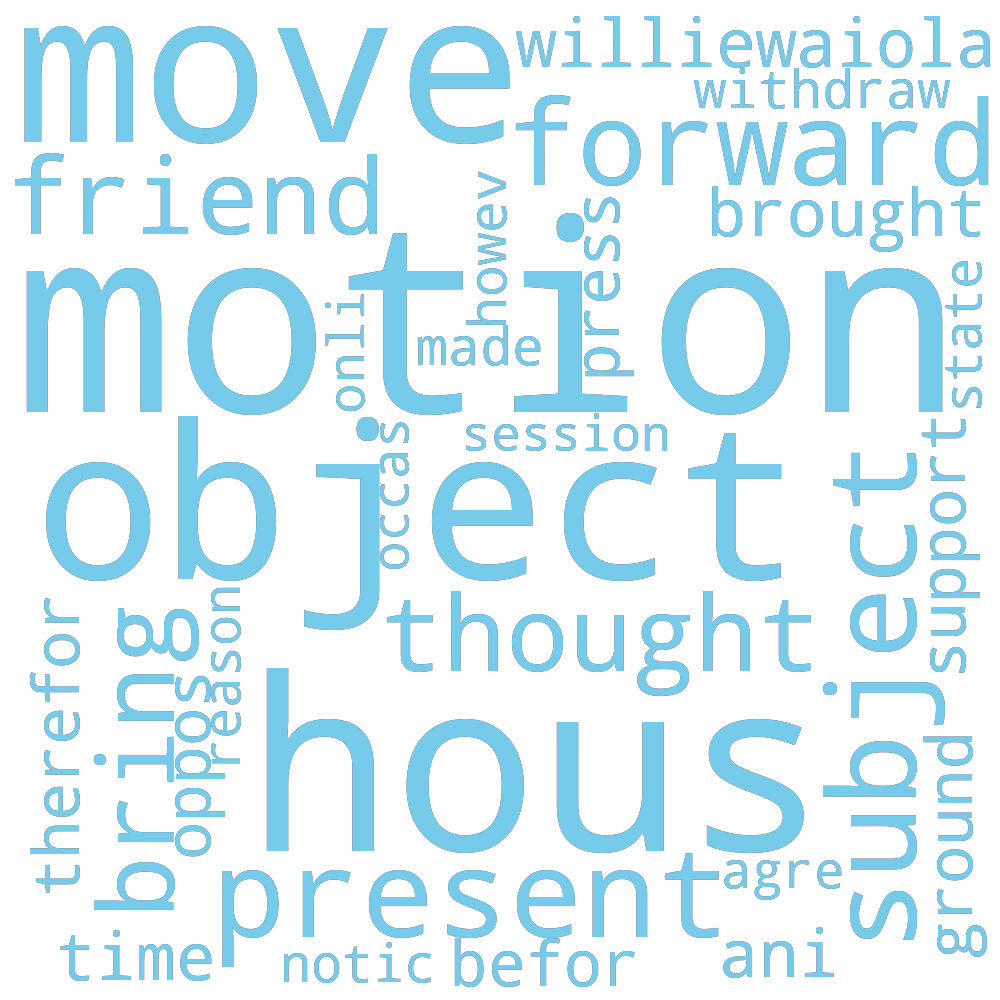 move
williewaiola
withdraw
forward
friend
brought
howev
press
motion
state
onli
made
session
occas
object
support
subject
thought
reason
therefor
bring
oppos
hous
ground
present
agre
time
notic
befor
ani